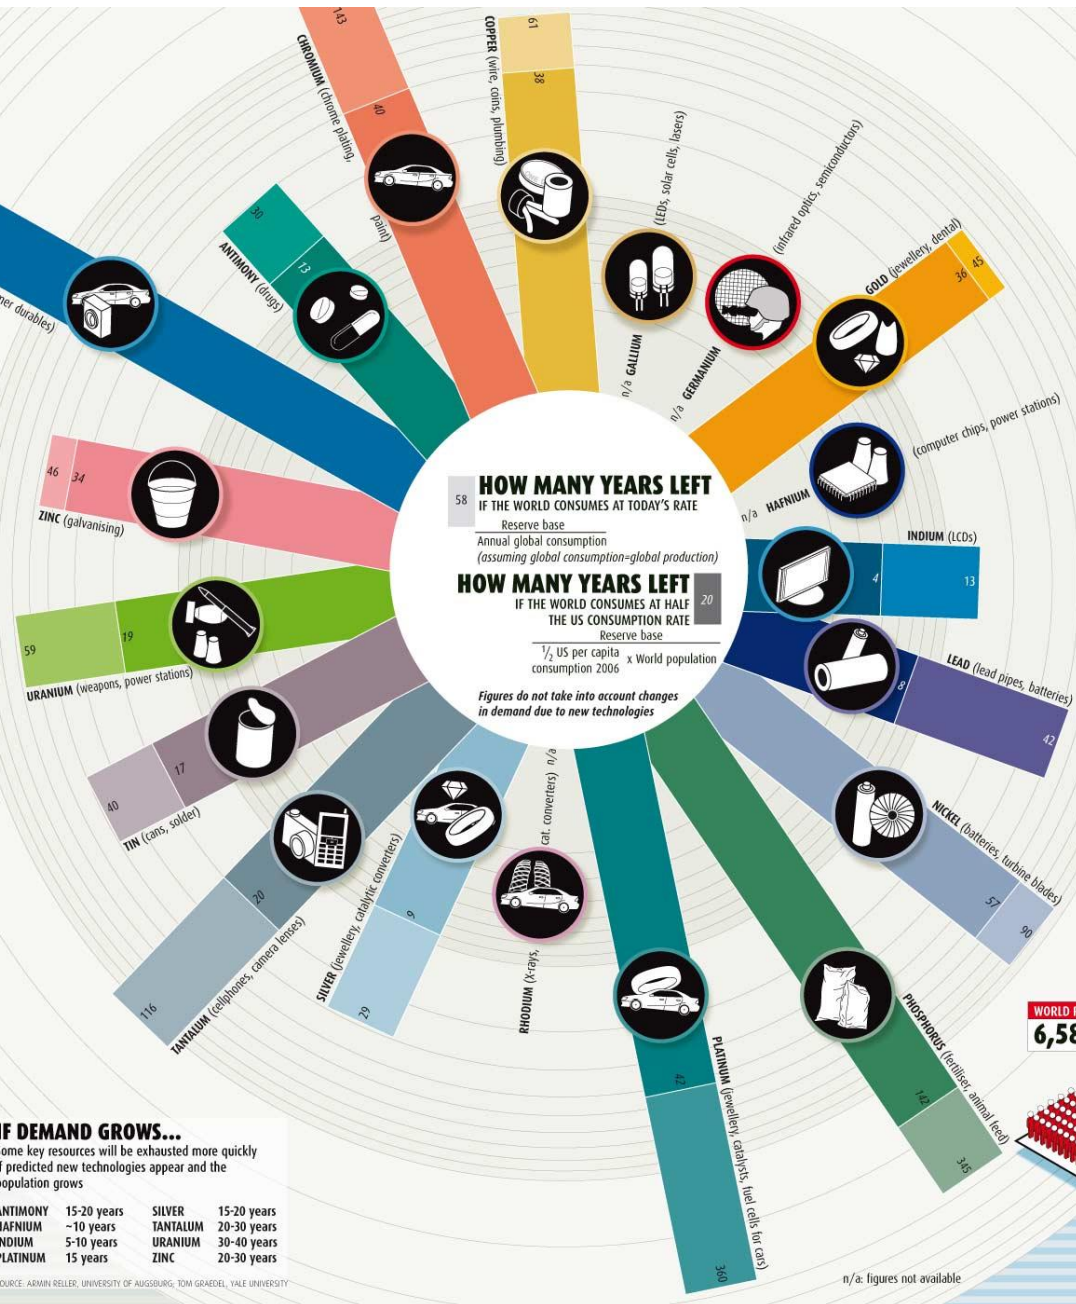 143
40
CHROMIUM (chrome plating,
paint)
61
38
COPPER (wire, coins, plumbing)
(LEDs, solar cells, lasers)
n/a GALLIUM
(infrared optics, semiconductors)
n/a GERMANIUM
GOLD (jewellery, dental)
36
45
(computer chips, power stations)
n/a HAFNIUM
INDIUM (LCDs)
4
13
LEAD (lead pipes, batteries)
8
42
NICKEL (batteries, turbine blades)
57
90
PHOSPHORUS (fertiliser, animal feed)
142
345
PLATINUM (jewellery, catalysts, fuel cells for cars)
42
360
RHODIUM (X-rays,
cat. converters) n/a
SILVER (jewellery, catalytic converters)
9
29
TANTALUM (cellphones, camera lenses)
20
116
TIN (cans, solder)
17
40
URANIUM (weapons, power stations)
19
59
ZINC (galvanising)
34
46
ner durables)
ANTIMONY (drugs)
13
30
58 HOW MANY YEARS LEFT
IF THE WORLD CONSUMES AT TODAY'S RATE
Reserve base
Annual global consumption
(assuming global consumption=global production)
HOW MANY YEARS LEFT 20
IF THE WORLD CONSUMES AT HALF
THE US CONSUMPTION RATE
Reserve base
1/2 US per capita
consumption 2006 x World population
Figures do not take into account changes
in demand due to new technologies
WORLD
6,58
IF DEMAND GROWS...
ome key resources will be exhausted more quickly
f predicted new technologies appear and the
population grows
ANTIMONY 15-20 years SILVER 15-20 years
HAFNIUM ~10 years TANTALUM 20-30 years
NDIUM 5-10 years URANIUM 30-40 years
PLATINUM 15 years ZINC 20-30 years
OURCE: ARMIN RELLER, UNIVERSITY OF AUGSBURG; TOM GRAEDEL, YALE UNIVERSITY
n/a: figures not available